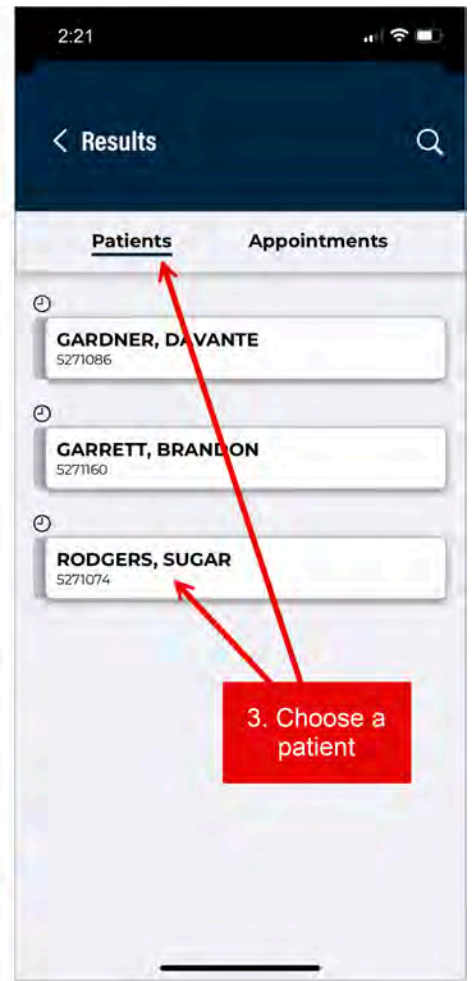 2:21
Results
Patients Appointments
GARDNER, DAVANTE
5271086
GARRETT, BRANDON
5271160
RODGERS, SUGAR
5271074
3. Choose a
patient